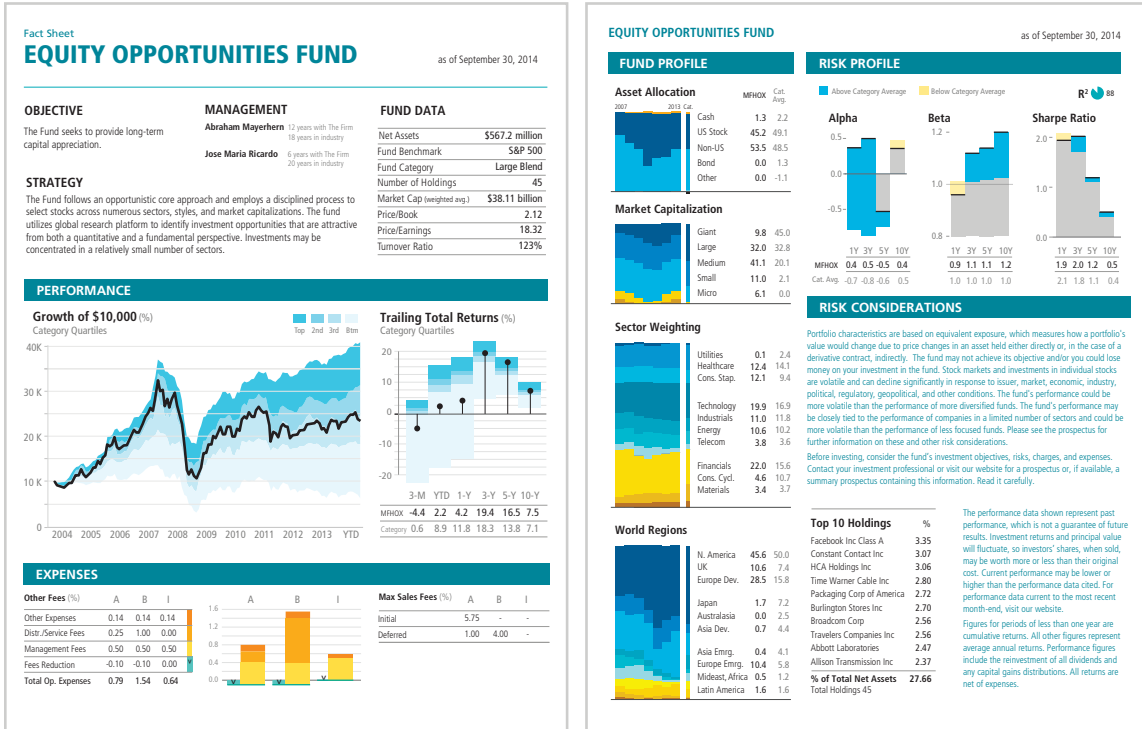 Fact Sheet
EQUITY OPPORTUNITIES FUND
as of September 30, 2014
OBJECTIVE
The Fund seeks to provide long-term
capital appreciation.
MANAGEMENT
Abraham Mayerhern 12 years with The Firm
18 years in industry
Jose Maria Ricardo 6 years with The Firm
20 years in industry
FUND DATA
Net Assets $567.2 million
Fund Benchmark S&P 500
Fund Category Large Blend
Number of Holdings 45
Market Cap (weighted avg.) $38.11 billion
Price/Book 2.12
Price/Earnings 18.32
Turnover Ratio 123%
STRATEGY
The Fund follows an opportunistic core approach and employs a disciplined process to
select stocks across numerous sectors, styles, and market capitalizations. The fund
utilizes global research platform to identify investment opportunities that are attractive
from both a quantitative and a fundamental perspective. Investments may be
concentrated in a relatively small number of sectors.
PERFORMANCE
Growth of $10,000 (%)
Category Quartiles
Top 2nd 3rd Btm
40K
30 K
20 K
10 K
0
2004 2005 2006 2007 2008 2009 2010 2011 2012 2013 YTD
Trailing Total Returns (%)
Category Quartiles
20
10
0
-10
-20
3-M YTD 1-Y 3-Y 5-Y 10-Y
MFHOX -4.4 2.2 4.2 19.4 16.5 7.5
Category 0.6 8.9 11.8 18.3 13.8 7.1
EXPENSES
Other Fees (%) A B I
Other Expenses 0.14 0.14 0.14
Distr./Service Fees 0.25 1.00 0.00
Management Fees 0.50 0.50 0.50
Fees Reduction -0.10 -0.10 0.00
Total Op. Expenses 0.79 1.54 0.64
A B I
1.6
1.2
0.8
0.4
0.0
Max Sales Fees (%) A B I
Initial 5.75 - -
Deferred 1.00 4.00 -
EQUITY OPPORTUNITIES FUND
as of September 30, 2014
FUND PROFILE
Asset Allocation MFHOX Cat. Avg.
2007 2013 Cat.
Cash 1.3 2.2
US Stock 45.2 49.1
Non-US 53.5 48.5
Bond 0.0 1.3
Other 0.0 -1.1
Market Capitalization
Giant 9.8 45.0
Large 32.0 32.8
Medium 41.1 20.1
Small 11.0 2.1
Micro 6.1 0.0
Sector Weighting
Utilities 0.1 2.4
Healthcare 12.4 14.1
Cons. Stap. 12.1 9.4
Technology 19.9 16.9
Industrials 11.0 11.8
Energy 10.6 10.2
Telecom 3.8 3.6
Financials 22.0 15.6
Cons. Cycl. 4.6 10.7
Materials 3.4 3.7
World Regions
N. America 45.6 50.0
UK 10.6 7.4
Europe Dev. 28.5 15.8
Japan 1.7 7.2
Australasia 0.0 2.5
Asia Dev. 0.7 4.4
Asia Emrg. 0.4 4.1
Europe Emrg. 10.4 5.8
Mideast, Africa 0.5 1.2
Latin America 1.6 1.6
RISK PROFILE
Above Category Average
Below Category Average
R² 88
Alpha
0.5
0.0
-0.5
1Y 3Y 5Y 10Y
MFHOX 0.4 0.5 -0.5 0.4
Cat. Avg. -0.7 -0.8 -0.6 0.5
Beta
1.2
1.0
0.8
1Y 3Y 5Y 10Y
0.9 1.1 1.1 1.2
1.0 1.0 1.0 1.0
Sharpe Ratio
2.0
1.0
0.0
1Y 3Y 5Y 10Y
1.9 2.0 1.2 0.5
2.1 1.8 1.1 0.4
RISK CONSIDERATIONS
Portfolio characteristics are based on equivalent exposure, which measures how a portfolio's
value would change due to price changes in an asset held either directly or, in the case of a
derivative contract, indirectly. The fund may not achieve its objective and/or you could lose
money on your investment in the fund. Stock markets and investments in individual stocks
are volatile and can decline significantly in response to issuer, market, economic, industry,
political, regulatory, geopolitical, and other conditions. The fund's performance could be
more volatile than the performance of more diversified funds. The fund's performance may
be closely tied to the performance of companies in a limited number of sectors and could be
more volatile than the performance of less focused funds. Please see the prospectus for
further information on these and other risk considerations.
Before investing, consider the fund's investment objectives, risks, charges, and expenses.
Contact your investment professional or visit our website for a prospectus or, if available, a
summary prospectus containing this information. Read it carefully.
Top 10 Holdings %
Facebook Inc Class A 3.35
Constant Contact Inc 3.07
HCA Holdings Inc 3.06
Time Warner Cable Inc 2.80
Packaging Corp of America 2.72
Burlington Stores Inc 2.70
Broadcom Corp 2.56
Travelers Companies Inc 2.56
Abbott Laboratories 2.47
Allison Transmission Inc 2.37
% of Total Net Assets 27.66
Total Holdings 45
The performance data shown represent past
performance, which is not a guarantee of future
results. Investment returns and principal value
will fluctuate, so investors' shares, when sold,
may be worth more or less than their original
cost. Current performance may be lower or
higher than the performance data cited. For
performance data current to the most recent
month-end, visit our website.
Figures for periods of less than one year are
cumulative returns. All other figures represent
average annual returns. Performance figures
include the reinvestment of all dividends and
any capital gains distributions. All returns are
net of expenses.